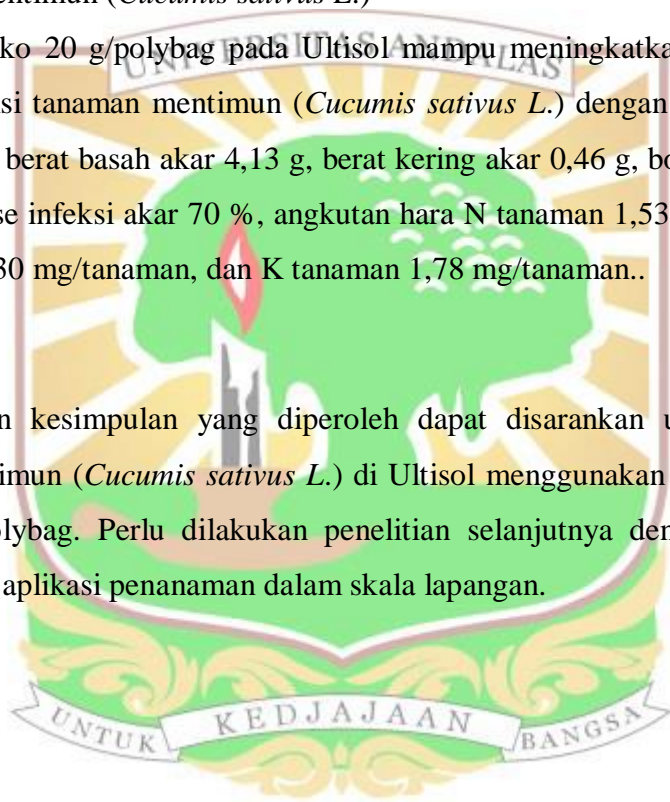 mentimun (Cucumis sativus L.)
ko 20 g/polybag pada Ultisol mampu meningkatka
si tanaman mentimun (Cucumis sativus L.) dengan
berat basah akar 4,13 g, berat kering akar 0,46 g, bo
se infeksi akar 70 %, angkutan hara N tanaman 1,53
30 mg/tanaman, dan K tanaman 1,78 mg/tanaman..
n kesimpulan yang diperoleh dapat disarankan u
imun (Cucumis sativus L.) di Ultisol menggunakan
olybag. Perlu dilakukan penelitian selanjutnya den
aplikasi penanaman dalam skala lapangan.
UNIVERSITAS ANDALAS
UNTUK KEDJAJAAN BANGSA